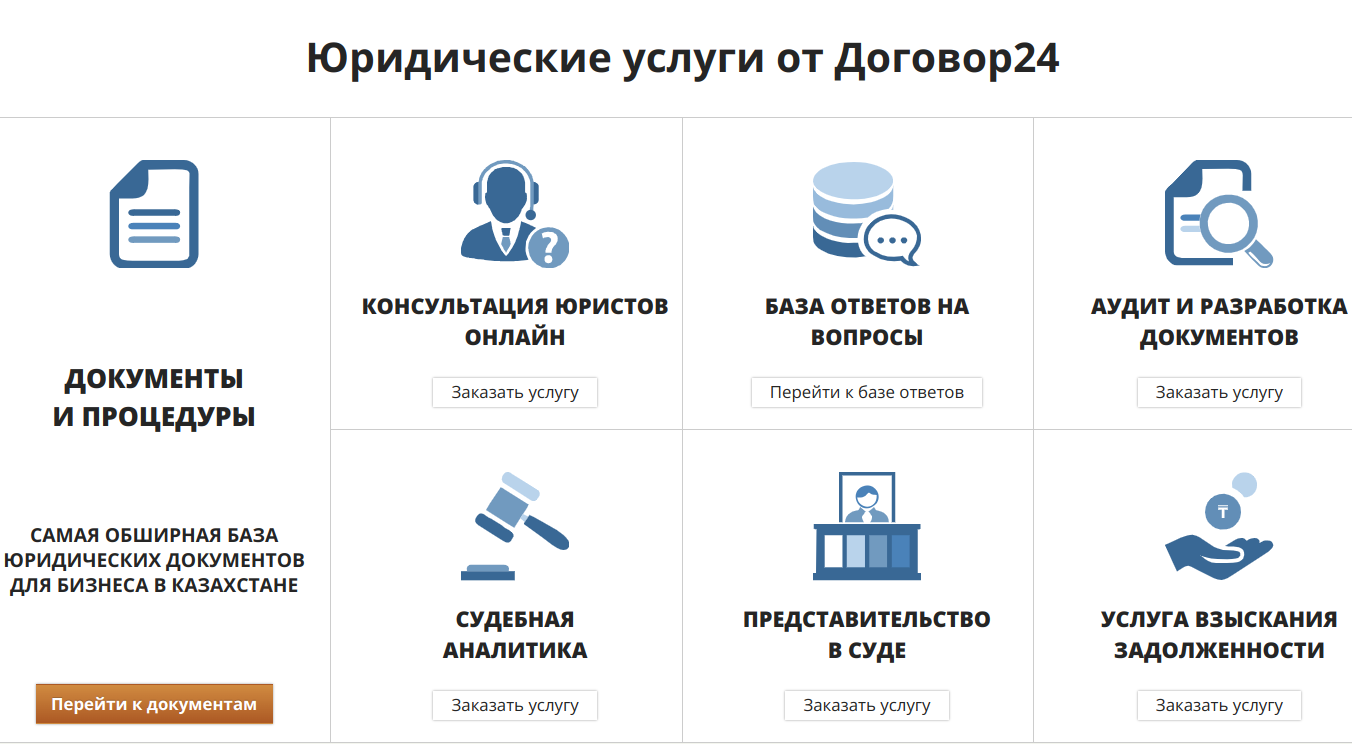 Юридические услуги от Договор24
ДОКУМЕНТЫ
И ПРОЦЕДУРЫ
САМАЯ ОБШИРНАЯ БАЗА
ЮРИДИЧЕСКИХ ДОКУМЕНТОВ
ДЛЯ БИЗНЕСА В КАЗАХСТАНЕ
Перейти к документам
?
КОНСУЛЬТАЦИЯ ЮРИСТОВ
ОНЛАЙН
Заказать услугу
БАЗА ОТВЕТОВ НА
ВОПРОСЫ
Перейти к базе ответов
АУДИТ И РАЗРАБОТКА
ДОКУМЕНТОВ
Заказать услугу
СУДЕБНАЯ
АНАЛИТИКА
Заказать услугу
ПРЕДСТАВИТЕЛЬСТВО
В СУДЕ
Заказать услугу
₸
УСЛУГА ВЗЫСКАНИЯ
ЗАДОЛЖЕННОСТИ
Заказать услугу